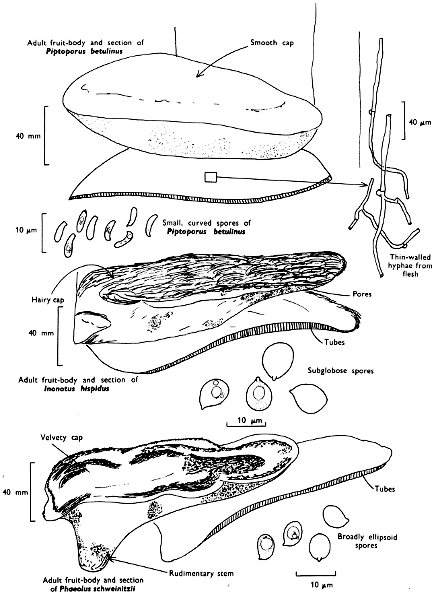 Adult fruit-body and section of
Piptoporus betulinus
Smooth cap
40 mm
40 µm
10 µm
Small, curved spores of
Piptoporus betulinus
Thin-walled
hyphae from
flesh
Hairy cap
Pores
40 mm
Tubes
Adult fruit-body and section of
Inonotus hispidus
Subglobose spores
10 µm
Velvety cap
40 mm
Tubes
Broadly ellipsoid
spores
Rudimentary stem
Adult fruit-body and section
of Phaeolus schweinitzii
10 µm